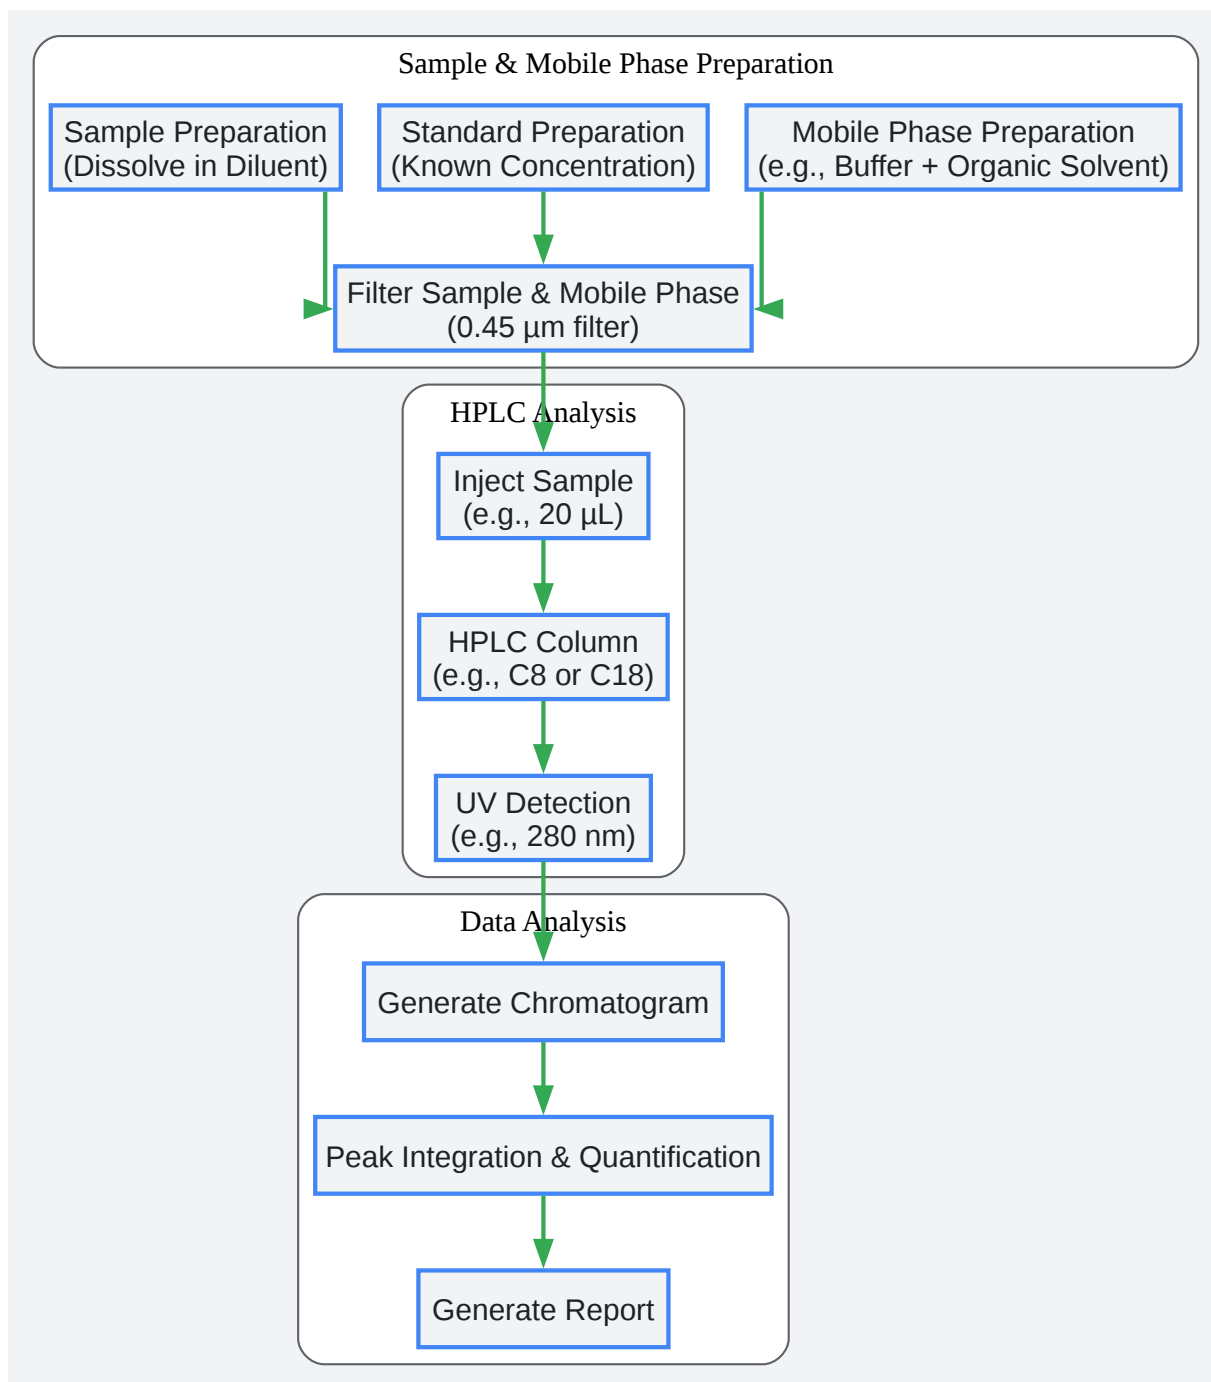 Sample & Mobile Phase Preparation
Sample Preparation
(Dissolve in Diluent)
Standard Preparation
(Known Concentration)
Mobile Phase Preparation
(e.g., Buffer + Organic Solvent)
Filter Sample & Mobile Phase
(0.45 µm filter)
HPLC Analysis
Inject Sample
(e.g., 20 µL)
HPLC Column
(e.g., C8 or C18)
UV Detection
(e.g., 280 nm)
Data Analysis
Generate Chromatogram
Peak Integration & Quantification
Generate Report